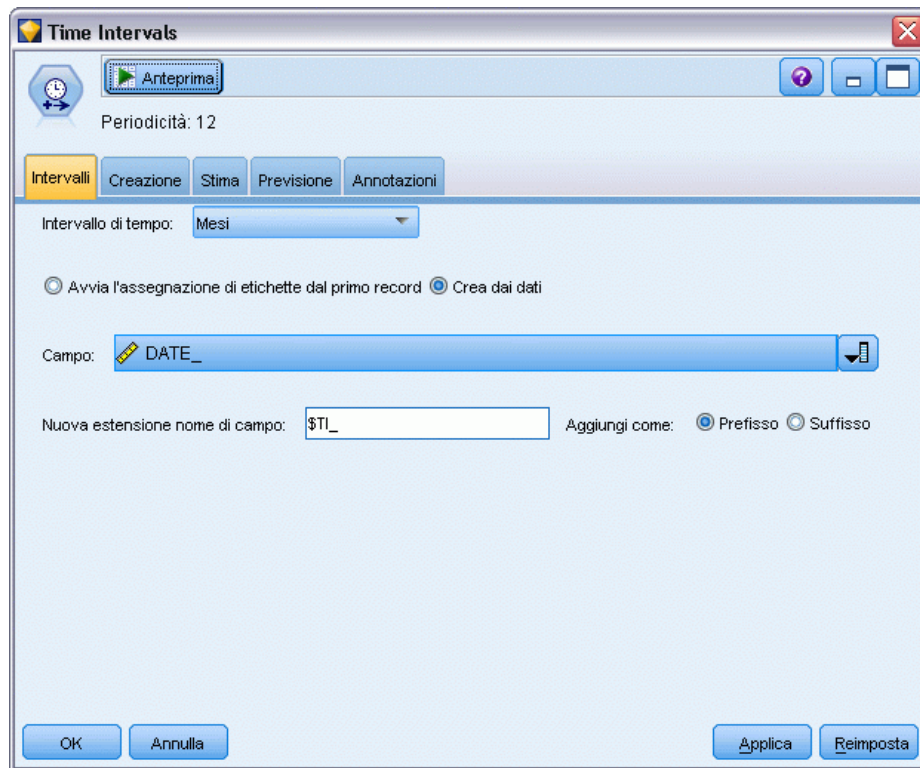 Time Intervals
Anteprima
Periodicità: 12
Intervalli Creazione Stima Previsione Annotazioni
Intervallo di tempo: Mesi
Avvia l'assegnazione di etichette dal primo record Crea dai dati
Campo: DATE_
Nuova estensione nome di campo: $TI_ Aggiungi come: Prefisso Suffisso
OK Annulla Applica Reimposta